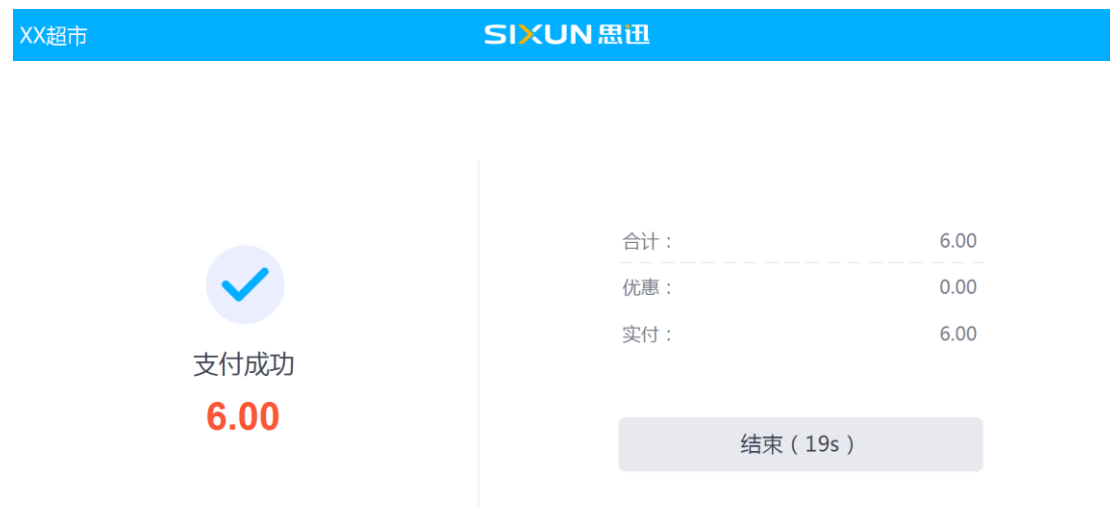 XX超市
SIXUN思迅
支付成功
6.00
合计： 6.00
优惠： 0.00
实付： 6.00
结束（19s）